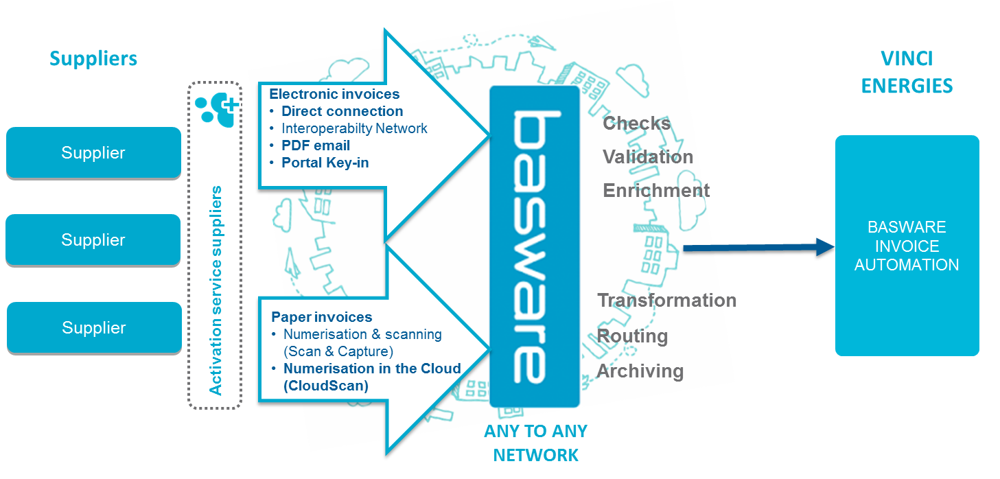 Suppliers
Supplier
Supplier
Supplier
Activation service suppliers
Electronic invoices
• Direct connection
• Interoperabilty Network
• PDF email
• Portal Key-in
Paper invoices
• Numerisation & scanning
(Scan & Capture)
• Numerisation in the Cloud
(CloudScan)
basware
ANY TO ANY
NETWORK
Checks
Validation
Enrichment
Transformation
Routing
Archiving
VINCI
ENERGIES
BASWARE
INVOICE
AUTOMATION